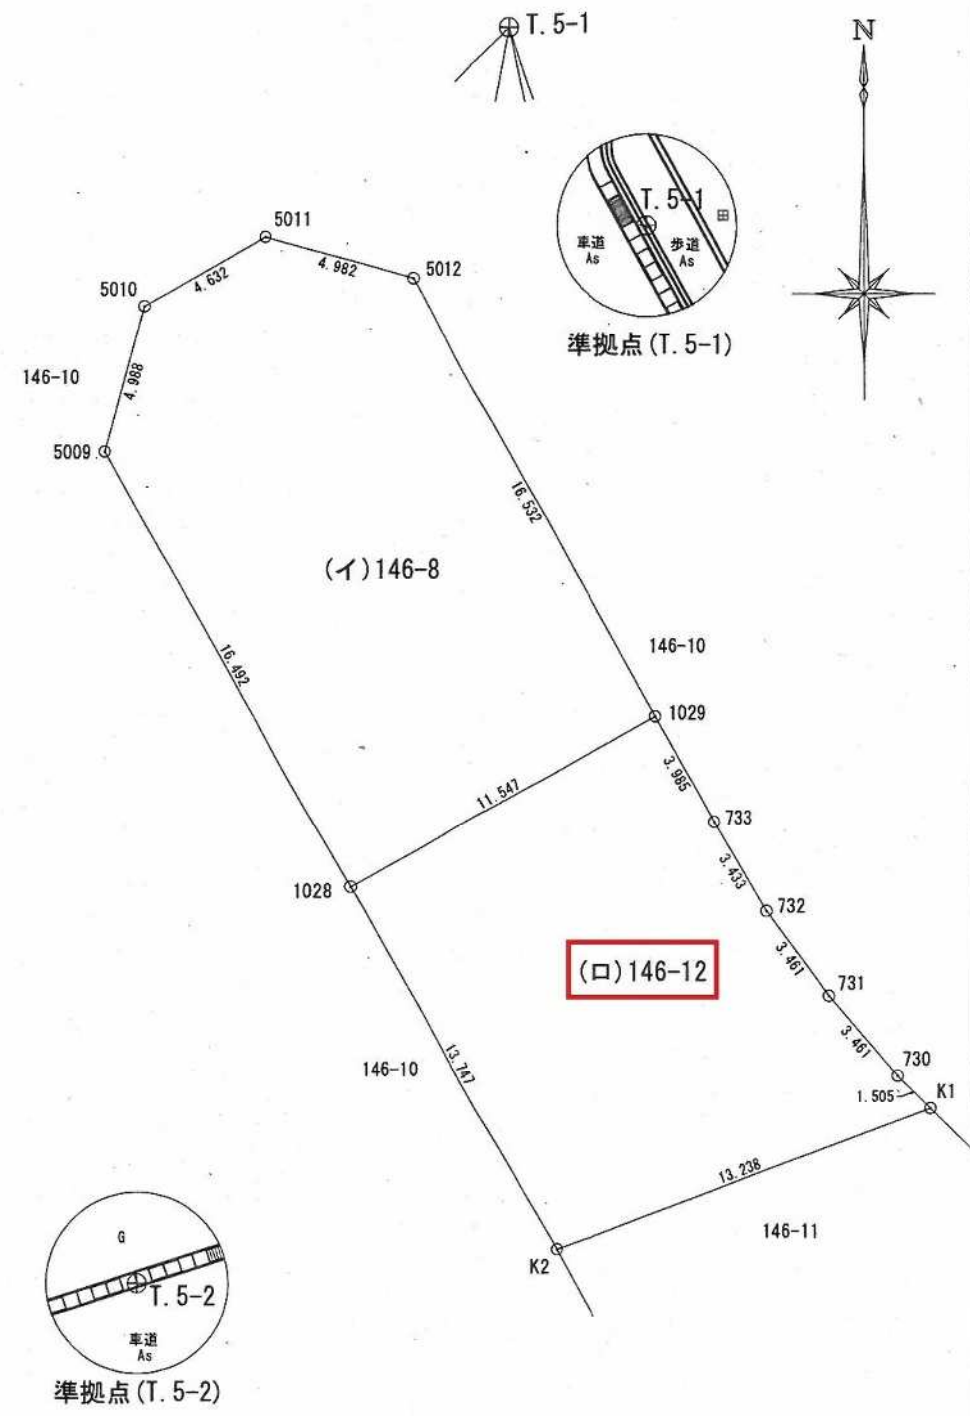 T. 5-1
N
T. 5-1
田
車道
As
歩道
As
準拠点(T. 5-1)
5011
5012
4.982
4.632
5010
146-10
4.988
5009
16.532
(イ)146-8
16.492
146-10
1029
3.985
11.547
733
1028
3.433
732
(ロ)146-12
3.461
731
3.461
730
146-10
13.747
1.505
K1
13.238
146-11
K2
G
T. 5-2
車道
As
準拠点(T. 5-2)